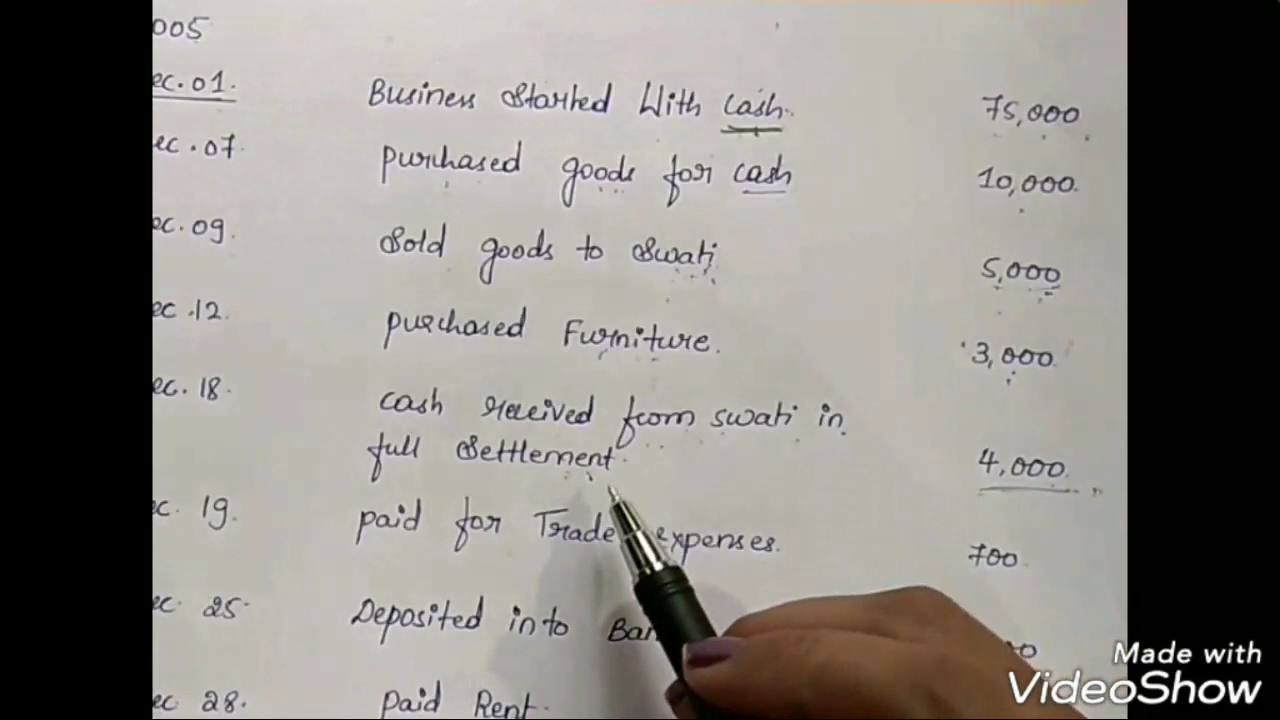 005
ec. 01. Business Started With cash. 75,000
ec. 07. purchased goods for cash 10,000.
ec. 09. Sold goods to Swati 5,000
ec. 12. purchased Furniture. 3,000
ec. 18. cash received from swati in
full Settlement. 4,000.
ec. 19. paid for Trade expenses. 700
ec. 25. Deposited into
ec 28. paid Rent.
Made with
VideoShow